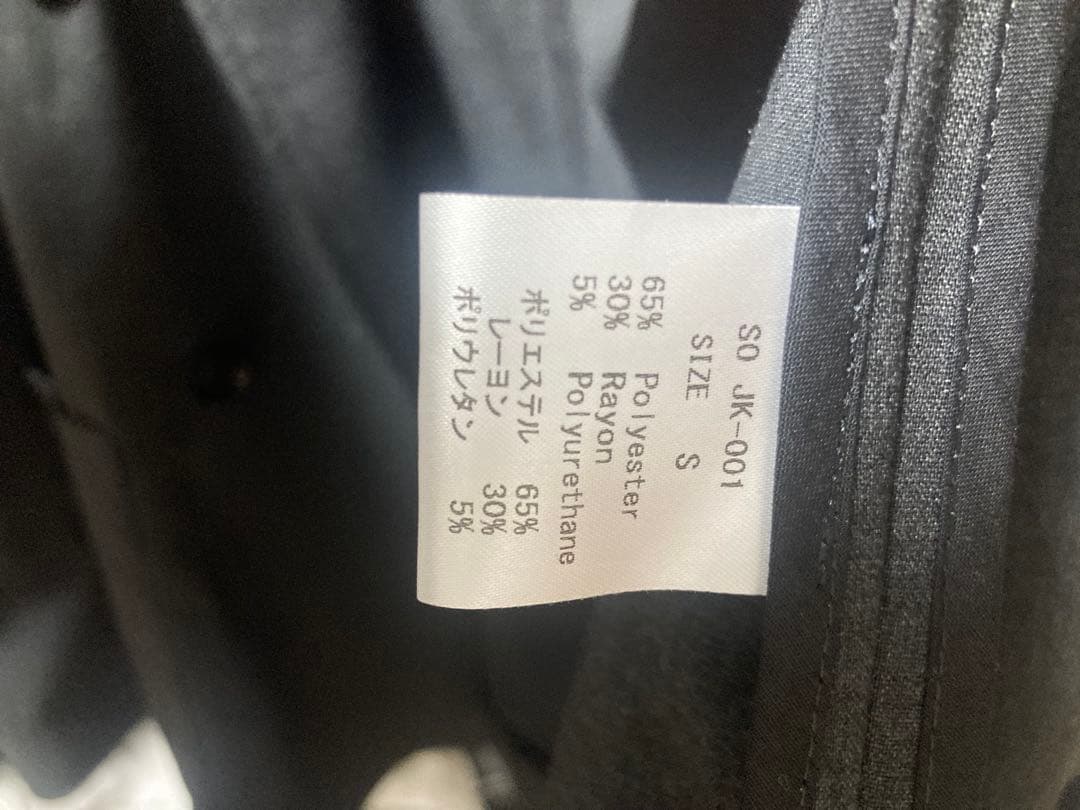 SO JK-001
SIZE S
65% Polyester
30% Rayon
5% Polyurethane
ポリエステル 65%
レーヨン 30%
ポリウレタン 5%